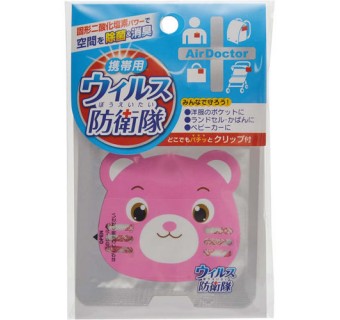 固形二酸化塩素パワーで
空間を除菌&消臭
携帯用
ウィルス
ぼうえいたい
防衛隊
AirDoctor
みんなで守ろう!
●洋服のポケットに
●ランドセル・かばんに
●ベビーカーに
どこでもパチッとクリップ付
ウィルス
防衛隊